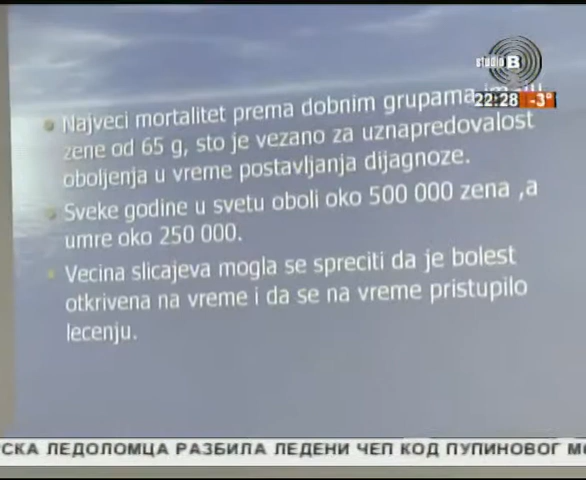 studio B
22:28 -3°
Najveci mortalitet prema dobnim grupama imaju
zene od 65 g, sto je vezano za uznapredovalost
oboljenja u vreme postavljanja dijagnoze.
Sveke godine u svetu oboli oko 500 000 zena ,a
umre oko 250 000.
Vecina slicajeva mogla se spreciti da je bolest
otkrivena na vreme i da se na vreme pristupilo
lecenju.
СКА ЛЕДОЛОМЦА РАЗБИЛА ЛЕДЕНИ ЧЕП КОД ПУПИНОВОГ М